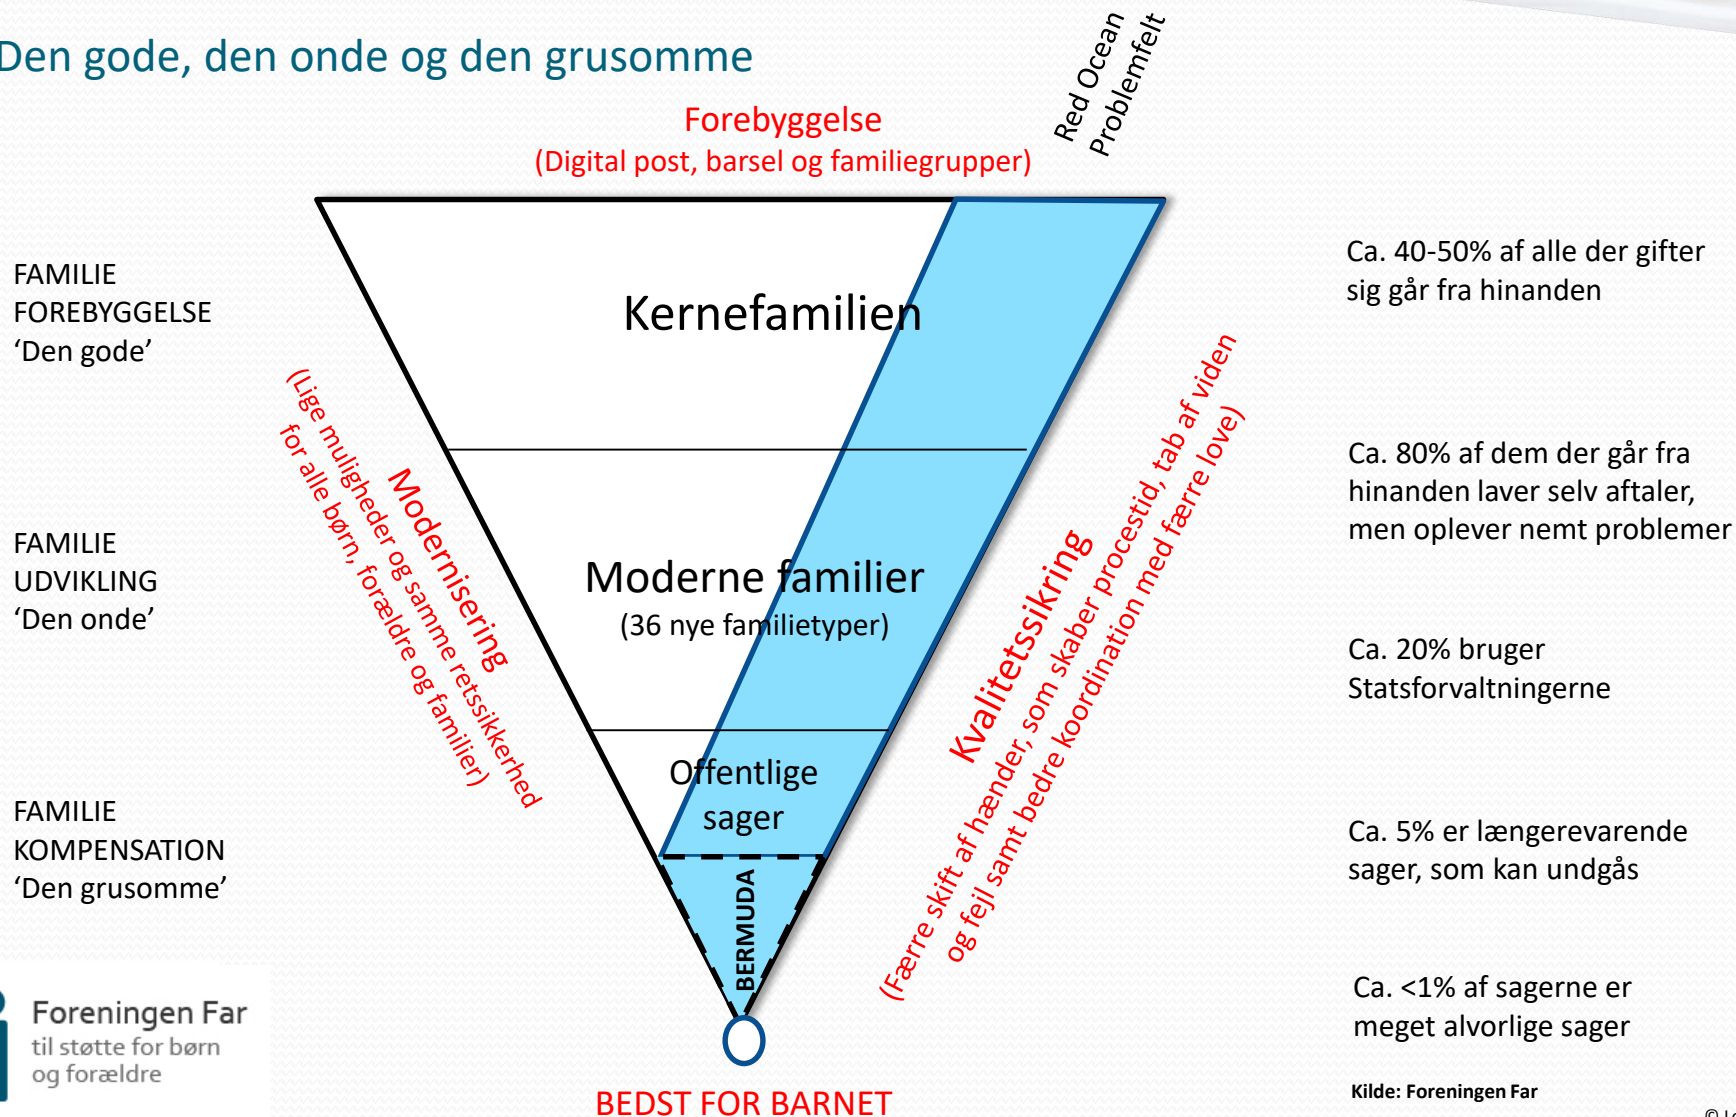 Den gode, den onde og den grusomme
Red Ocean
Problemfelt
Forebyggelse
(Digital post, barsel og familiegrupper)
FAMILIE
FOREBYGGELSE
‘Den gode’
Kernefamilien
Ca. 40-50% af alle der gifter
sig går fra hinanden
Modernisering
(Lige muligheder og samme retssikkerhed
for alle børn, forældre og familier)
FAMILIE
UDVIKLING
‘Den onde’
Moderne familier
(36 nye familietyper)
Kvalitetssikring
(Færre skift af hænder, som skaber procestid, tab af viden
og fejl samt bedre koordination med færre love)
Ca. 80% af dem der går fra
hinanden laver selv aftaler,
men oplever nemt problemer
Ca. 20% bruger
Statsforvaltningerne
FAMILIE
KOMPENSATION
‘Den grusomme’
Offentlige
sager
BERMUDA
Ca. 5% er længerevarende
sager, som kan undgås
Ca. <1% af sagerne er
meget alvorlige sager
Foreningen Far
til støtte for børn
og forældre
BEDST FOR BARNET
Kilde: Foreningen Far
©